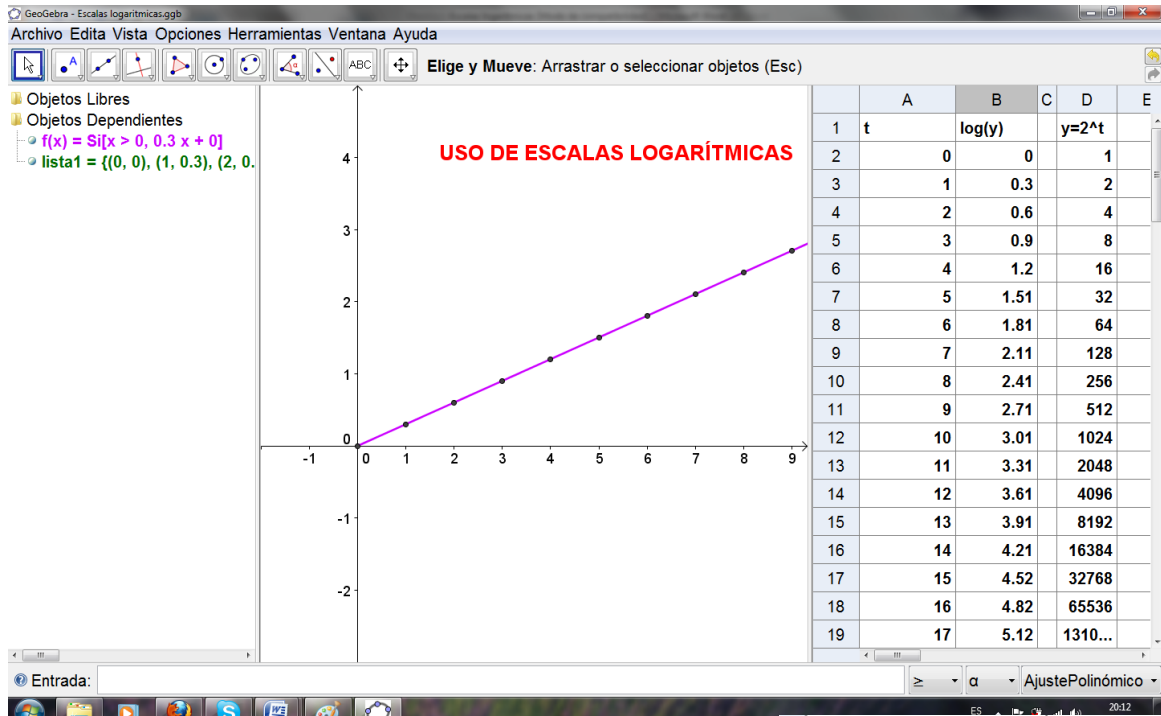 GeoGebra - Escalas logaritmicas.ggb
Archivo Edita Vista Opciones Herramientas Ventana Ayuda
A ABC Elige y Mueve: Arrastrar o seleccionar objetos (Esc)
Objetos Libres
Objetos Dependientes
f(x) = Si[x > 0, 0.3 x + 0]
lista1 = {(0, 0), (1, 0.3), (2, 0.
USO DE ESCALAS LOGARÍTMICAS
4
3
2
1
0
-1 0 1 2 3 4 5 6 7 8 9
-1
-2
A B C D E
1 t log(y) y=2^t
2 0 0 1
3 1 0.3 2
4 2 0.6 4
5 3 0.9 8
6 4 1.2 16
7 5 1.51 32
8 6 1.81 64
9 7 2.11 128
10 8 2.41 256
11 9 2.71 512
12 10 3.01 1024
13 11 3.31 2048
14 12 3.61 4096
15 13 3.91 8192
16 14 4.21 16384
17 15 4.52 32768
18 16 4.82 65536
19 17 5.12 1310...
Entrada: ≥ α AjustePolinómico
ES 20:12